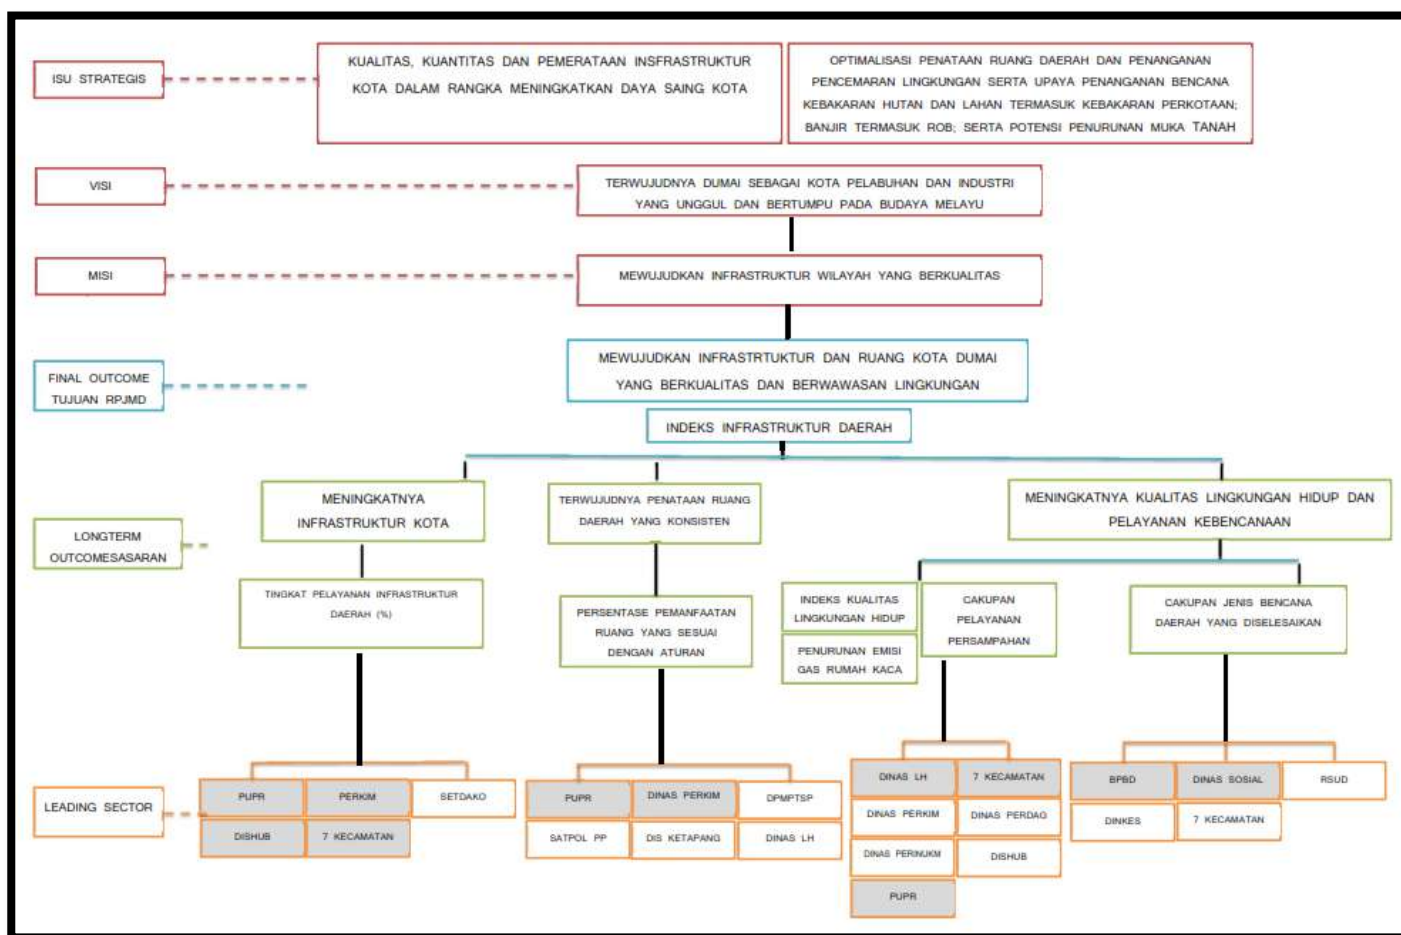 ISU STRATEGIS
KUALITAS, KUANTITAS DAN PEMERATAAN INSFRASTRUKTUR
KOTA DALAM RANGKA MENINGKATKAN DAYA SAING KOTA
OPTIMALISASI PENATAAN RUANG DAERAH DAN PENANGANAN
PENCEMARAN LINGKUNGAN SERTA UPAYA PENANGANAN BENCANA
KEBAKARAN HUTAN DAN LAHAN TERMASUK KEBAKARAN PERKOTAAN;
BANJIR TERMASUK ROB; SERTA POTENSI PENURUNAN MUKA TANAH
VISI
TERWUJUDNYA DUMAI SEBAGAI KOTA PELABUHAN DAN INDUSTRI
YANG UNGGUL DAN BERTUMPU PADA BUDAYA MELAYU
MISI
MEWUJUDKAN INFRASTRUKTUR WILAYAH YANG BERKUALITAS
FINAL OUTCOME
TUJUAN RPJMD
MEWUJUDKAN INFRASTRTUKTUR DAN RUANG KOTA DUMAI
YANG BERKUALITAS DAN BERWAWASAN LINGKUNGAN
INDEKS INFRASTRUKTUR DAERAH
LONGTERM
OUTCOMESASARAN
MENINGKATNYA
INFRASTRUKTUR KOTA
TERWUJUDNYA PENATAAN RUANG
DAERAH YANG KONSISTEN
MENINGKATNYA KUALITAS LINGKUNGAN HIDUP DAN
PELAYANAN KEBENCANAAN
TINGKAT PELAYANAN INFRASTRUKTUR
DAERAH (%)
PERSENTASE PEMANFAATAN
RUANG YANG SESUAI
DENGAN ATURAN
INDEKS KUALITAS
LINGKUNGAN HIDUP
PENURUNAN EMISI
GAS RUMAH KACA
CAKUPAN
PELAYANAN
PERSAMPAHAN
CAKUPAN JENIS BENCANA
DAERAH YANG DISELESAIKAN
LEADING SECTOR
PUPR
PERKIM
SETDAKO
DISHUB
7 KECAMATAN
PUPR
DINAS PERKIM
DPMPTSP
SATPOL PP
DIS KETAPANG
DINAS LH
DINAS LH
7 KECAMATAN
DINAS PERKIM
DINAS PERDAG
DINAS PERINUKM
DISHUB
PUPR
BPBD
DINAS SOSIAL
RSUD
DINKES
7 KECAMATAN